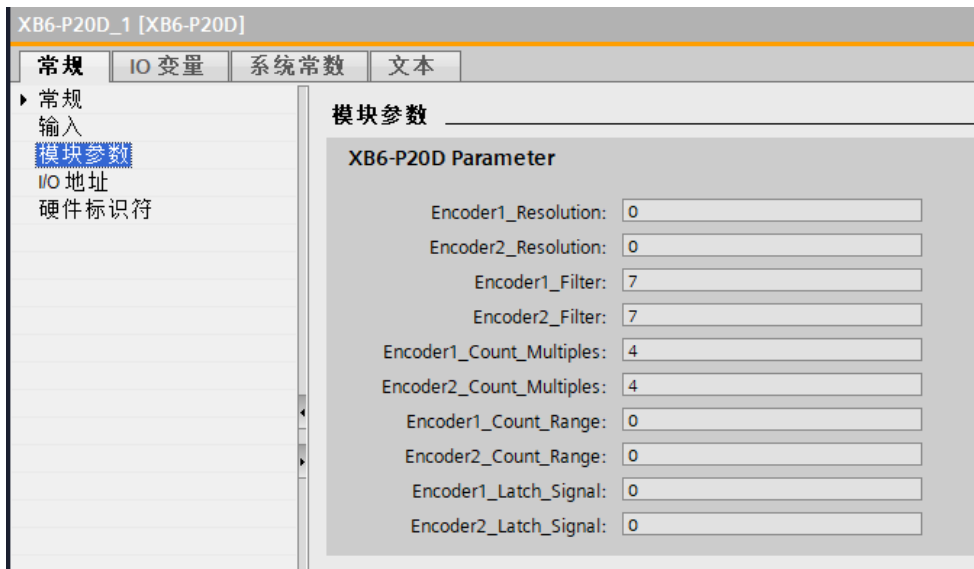 XB6-P20D_1 [XB6-P20D]
常规 IO 变量 系统常数 文本
常规
输入
模块参数
I/O 地址
硬件标识符
模块参数
XB6-P20D Parameter
Encoder1_Resolution: 0
Encoder2_Resolution: 0
Encoder1_Filter: 7
Encoder2_Filter: 7
Encoder1_Count_Multiples: 4
Encoder2_Count_Multiples: 4
Encoder1_Count_Range: 0
Encoder2_Count_Range: 0
Encoder1_Latch_Signal: 0
Encoder2_Latch_Signal: 0